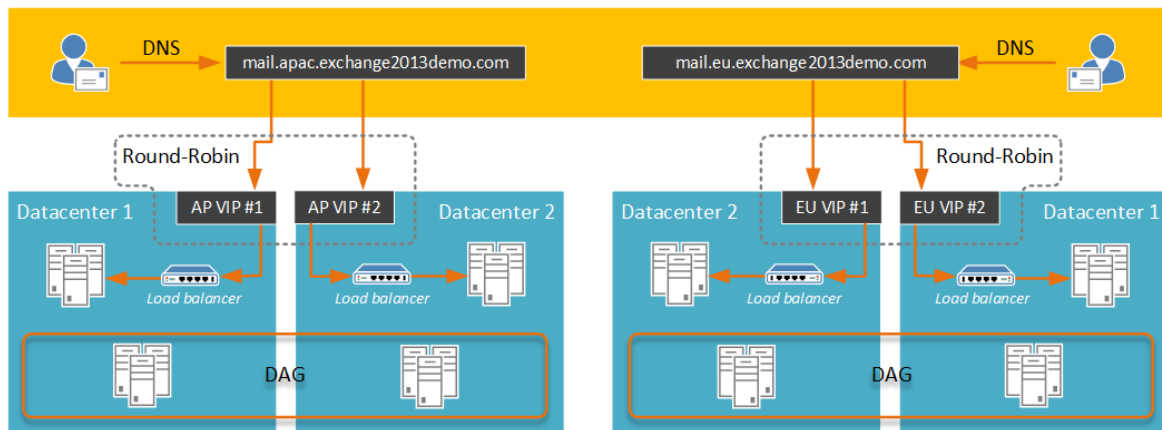 DNS
mail.apac.exchange2013demo.com
mail.eu.exchange2013demo.com
DNS
Round-Robin
Round-Robin
Datacenter 1
AP VIP #1
AP VIP #2
Datacenter 2
Datacenter 2
EU VIP #1
EU VIP #2
Datacenter 1
Load balancer
Load balancer
Load balancer
Load balancer
DAG
DAG